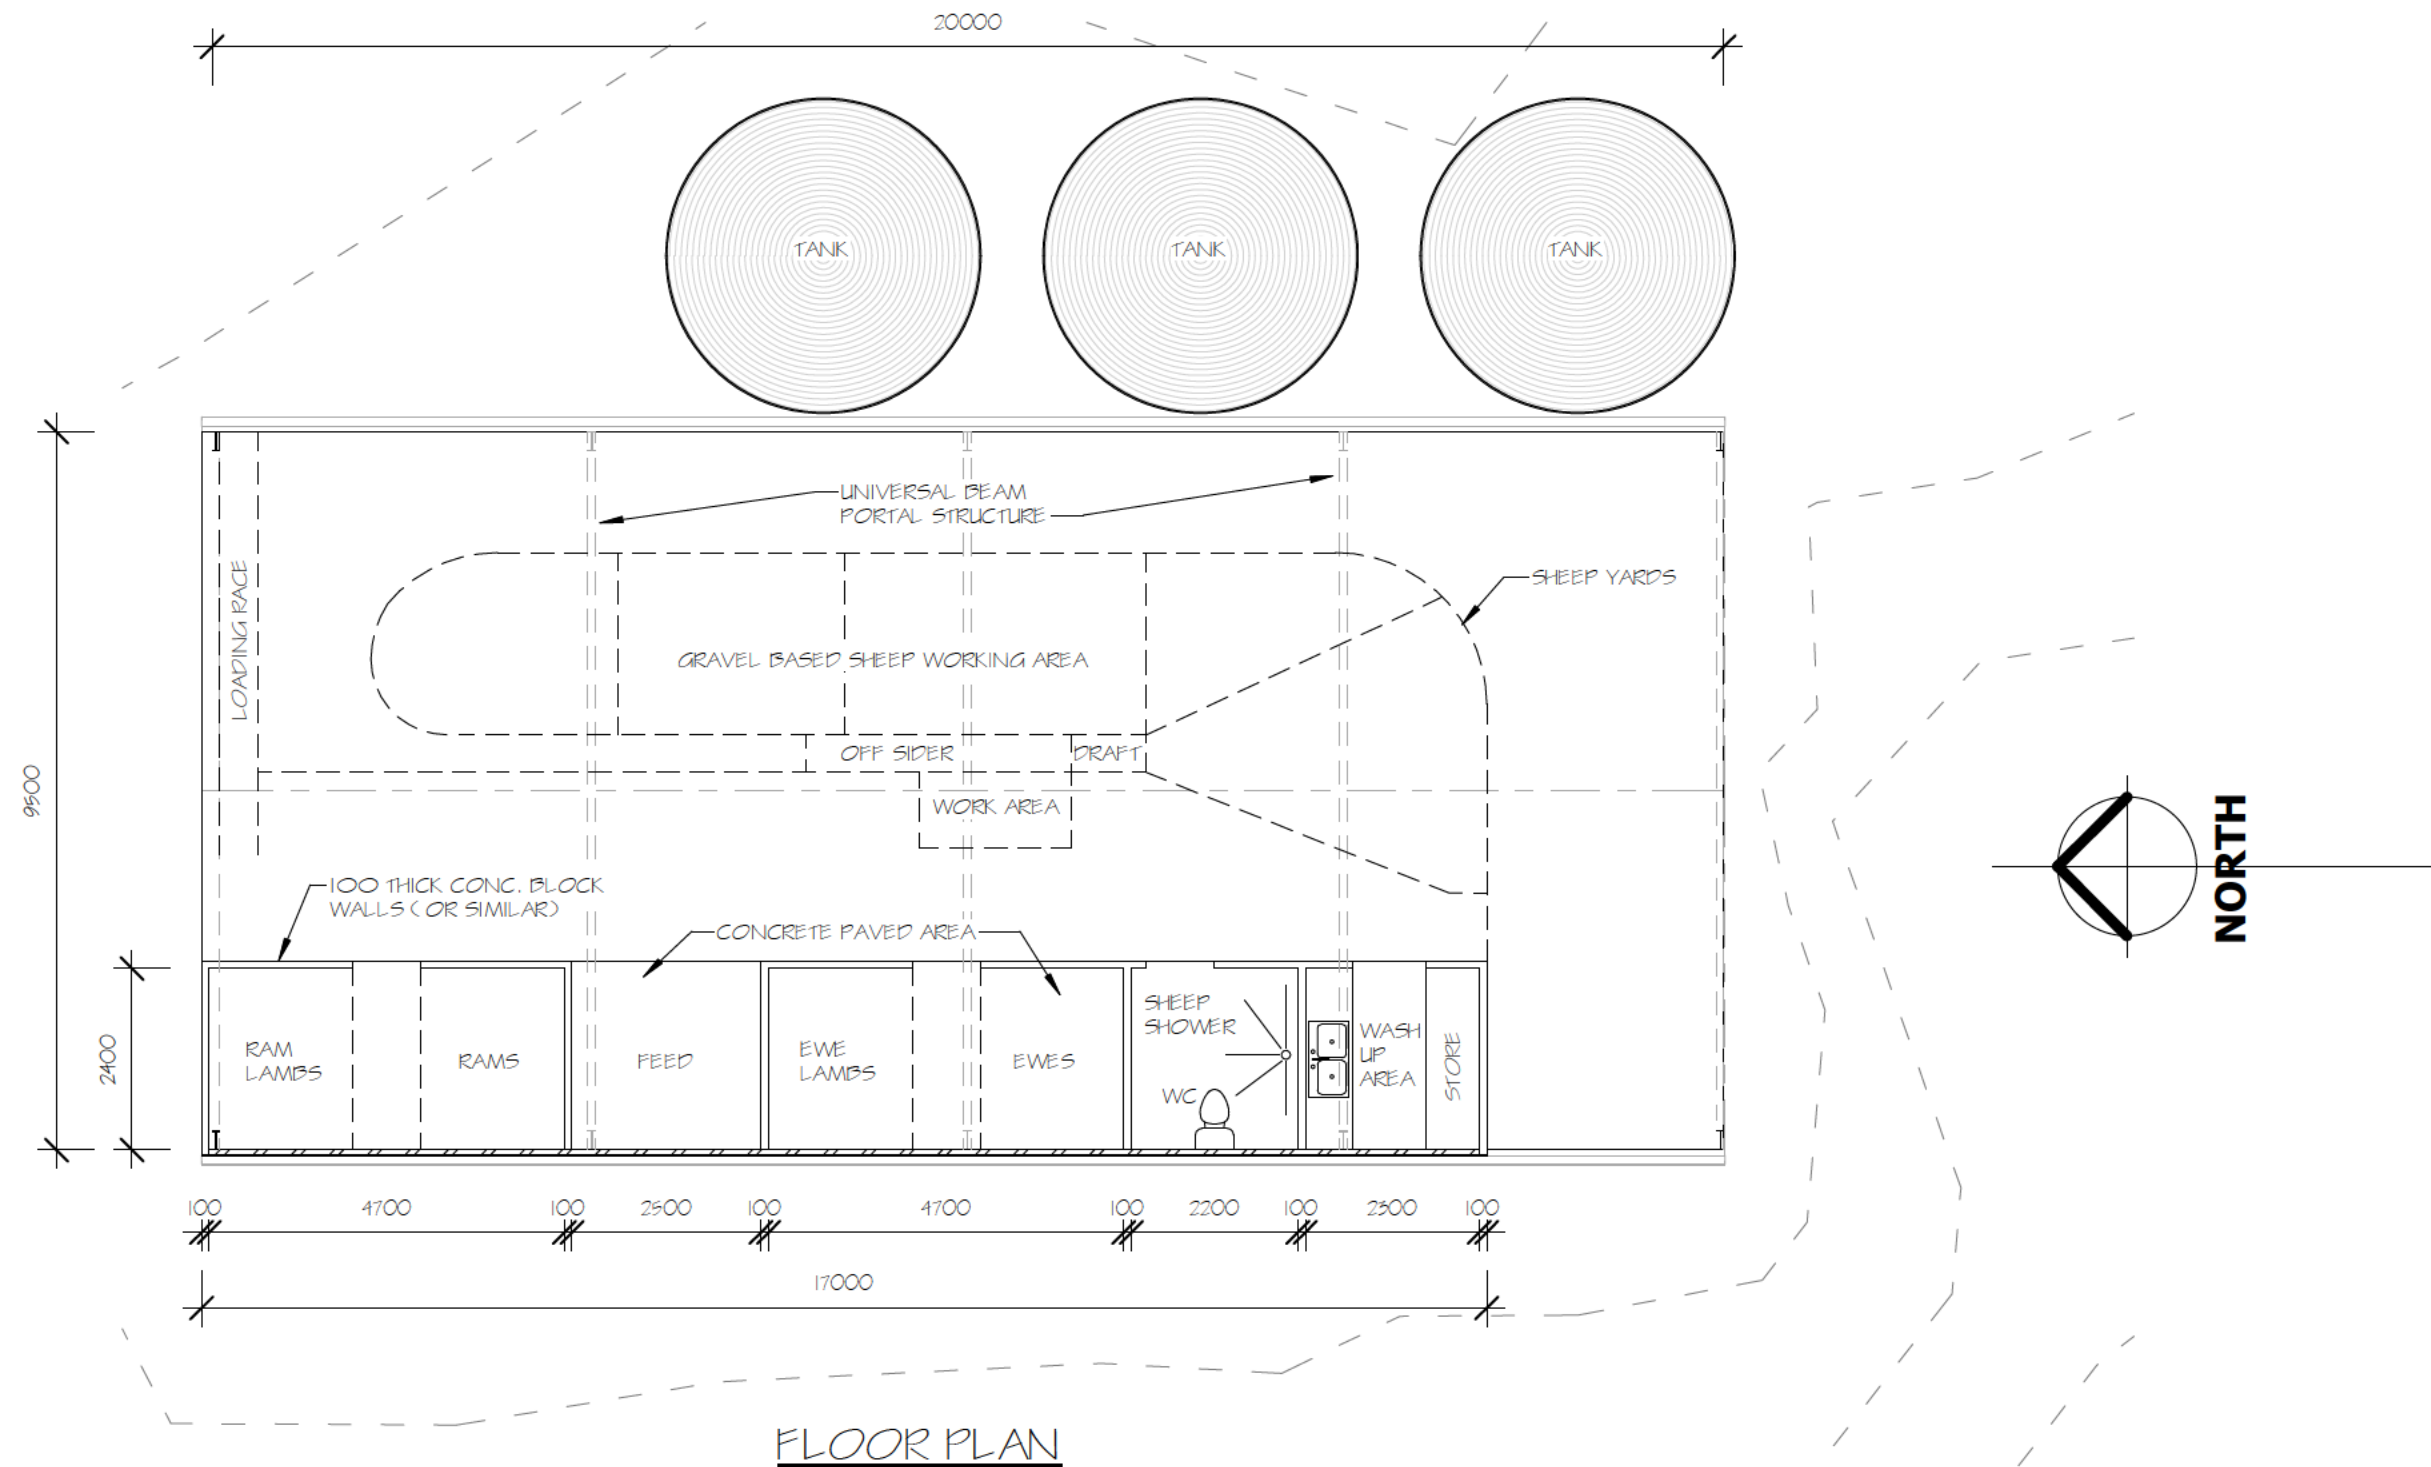 20000
TANK
TANK
TANK
UNIVERSAL BEAM
PORTAL STRUCTURE
SHEEP YARDS
LOADING RACE
GRAVEL BASED SHEEP WORKING AREA
OFF SIDER
DRAFT
WORK AREA
9500
NORTH
100 THICK CONC. BLOCK
WALLS ( OR SIMILAR)
CONCRETE PAVED AREA
2400
RAM
LAMBS
RAMS
FEED
EWE
LAMBS
EWES
SHEEP
SHOWER
WC
WASH
UP
AREA
STORE
100 4700 100 2500 100 4700 100 2200 100 2300 100
17000
FLOOR PLAN